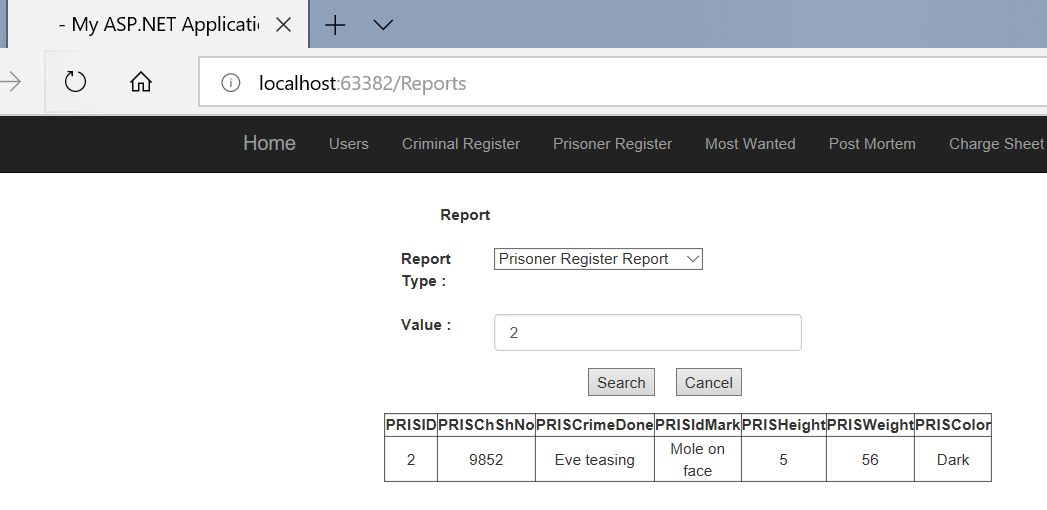 - My ASP.NET Applicati
localhost:63382/Reports
Home Users Criminal Register Prisoner Register Most Wanted Post Mortem Charge Sheet
Report
Report Type : Prisoner Register Report
Value : 2
Search Cancel
PRISID PRISChShNo PRISCrimeDone PRISIdMark PRISHeight PRISWeight PRISColor
2 9852 Eve teasing Mole on face 5 56 Dark